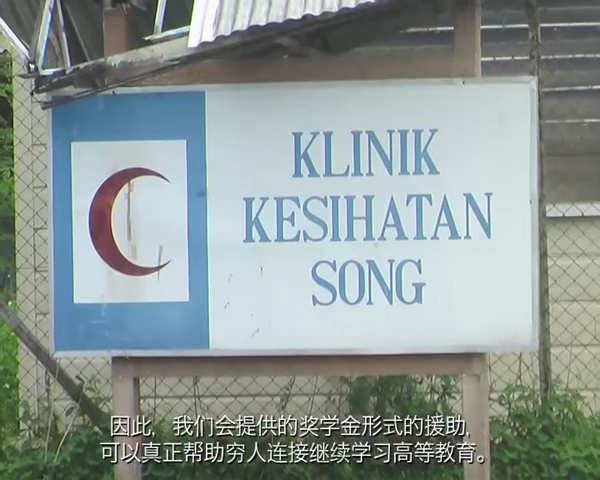 KLINIK
KESIHATAN
SONG
因此, 我们会提供的奖学金形式的援助,
可以真正帮助穷人连接继续学习高等教育。